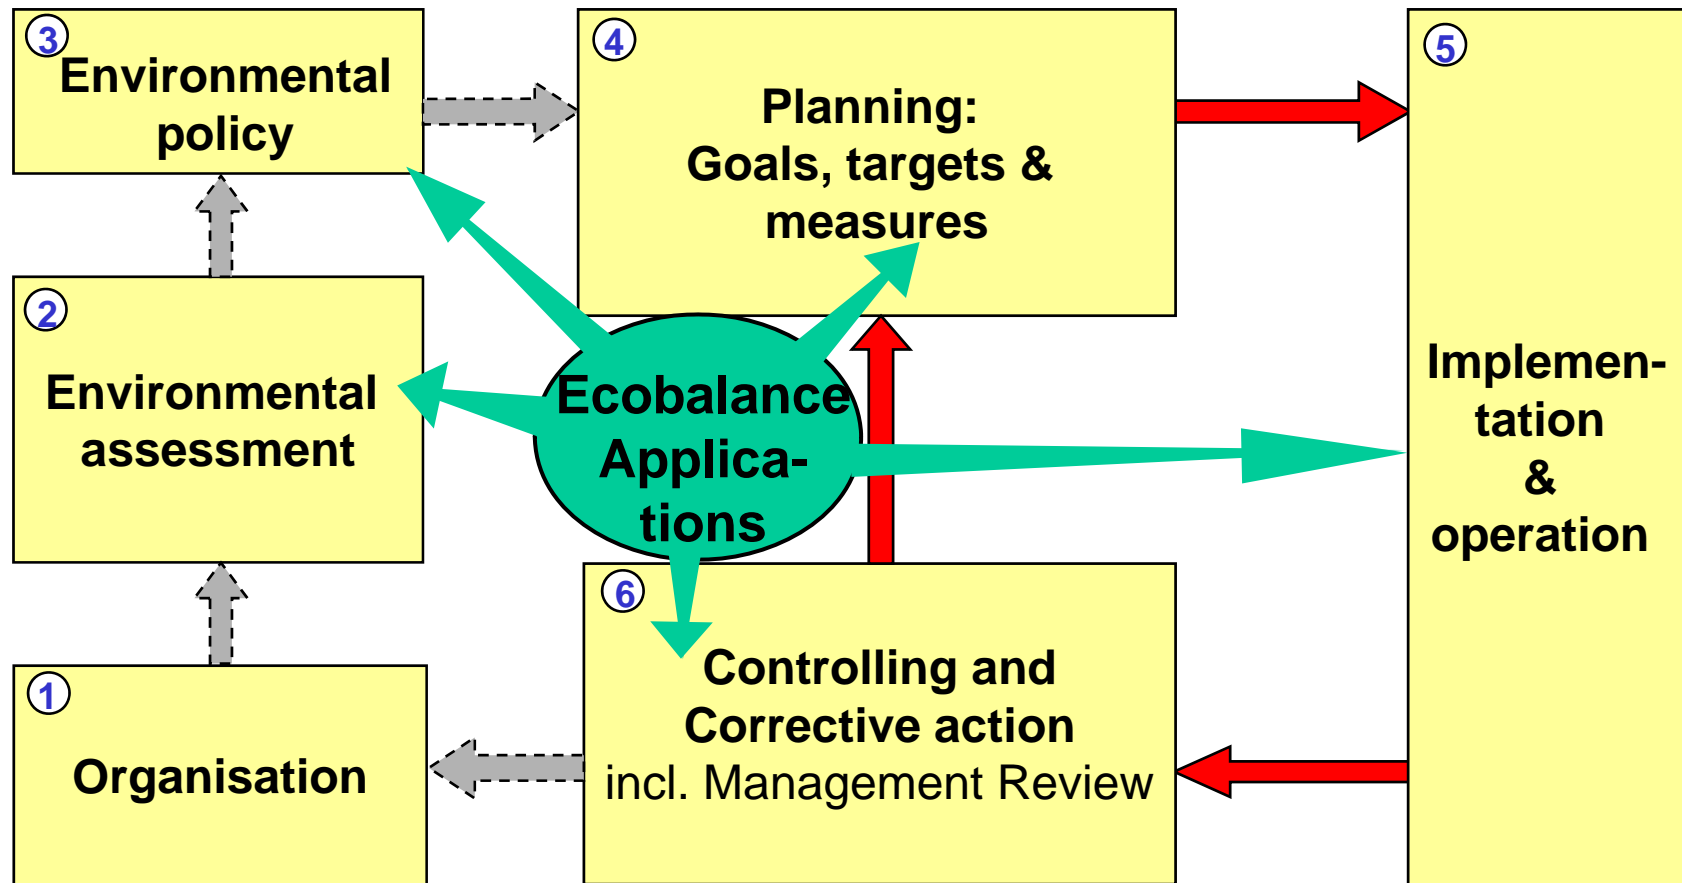 3
Environmental
policy
4
Planning:
Goals, targets &
measures
5
Implemen-
tation
&
operation
2
Environmental
assessment
Ecobalance
Applica-
tions
6
Controlling and
Corrective action
incl. Management Review
1
Organisation